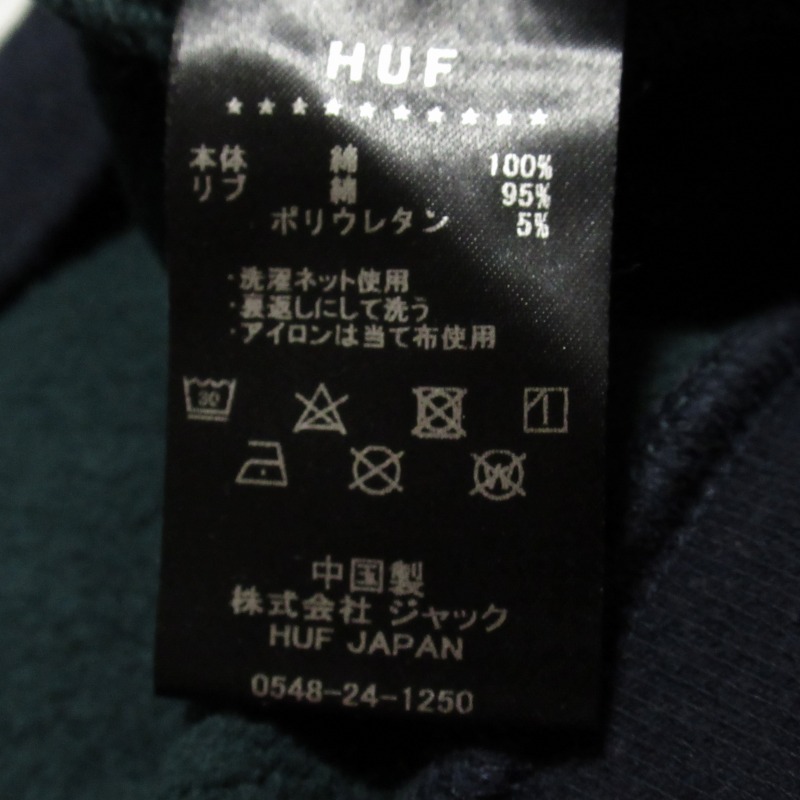 HUF
★★★★★★★★★★
本体 綿 100%
リブ 綿 95%
ポリウレタン 5%
・洗濯ネット使用
・裏返しにして洗う
・アイロンは当て布使用
30
W
中国製
株式会社 ジャック
HUF JAPAN
0548-24-1250